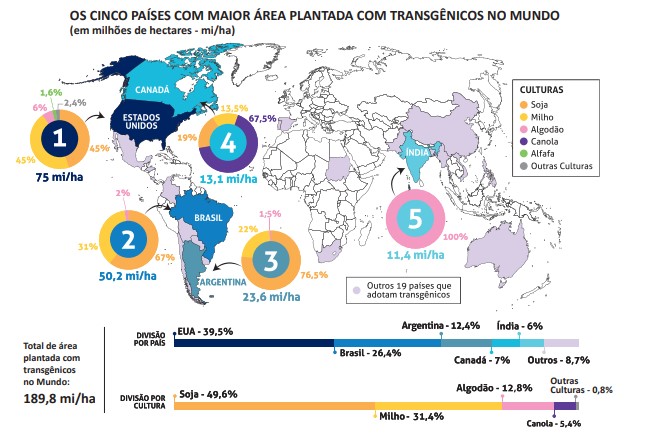 OS CINCO PAÍSES COM MAIOR ÁREA PLANTADA COM TRANSGÊNICOS NO MUNDO
(em milhões de hectares - mi/ha)
CANADÁ
ESTADOS
UNIDOS
1,6%
2,4%
6%
45%
45%
1
75 mi/ha
13,5%
67,5%
19%
4
13,1 mi/ha
2%
31%
67%
2
50,2 mi/ha
BRASIL
1,5%
22%
76,5%
3
23,6 mi/ha
ARGENTINA
ÍNDIA
5
100%
11,4 mi/ha
CULTURAS
Soja
Milho
Algodão
Canola
Alfafa
Outras Culturas
Outros 19 países que
adotam transgênicos
Total de área
plantada com
transgênicos
no Mundo:
189,8 mi/ha
DIVISÃO
POR PAÍS
EUA - 39,5%
Brasil - 26,4%
Argentina - 12,4%
Canadá - 7%
Índia - 6%
Outros - 8,7%
DIVISÃO POR
CULTURA
Soja - 49,6%
Milho - 31,4%
Algodão - 12,8%
Canola - 5,4%
Outras
Culturas - 0,8%